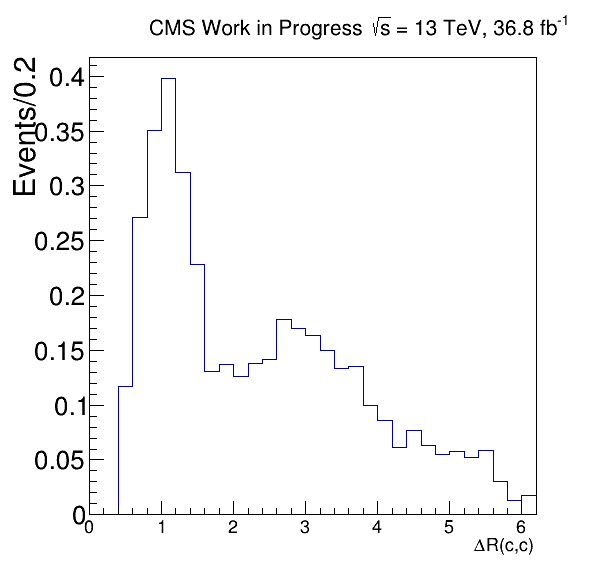 CMS Work in Progress √s = 13 TeV, 36.8 fb⁻¹
Events/0.2
0.4
0.35
0.3
0.25
0.2
0.15
0.1
0.05
0
0 1 2 3 4 5 6
ΔR(c,c)